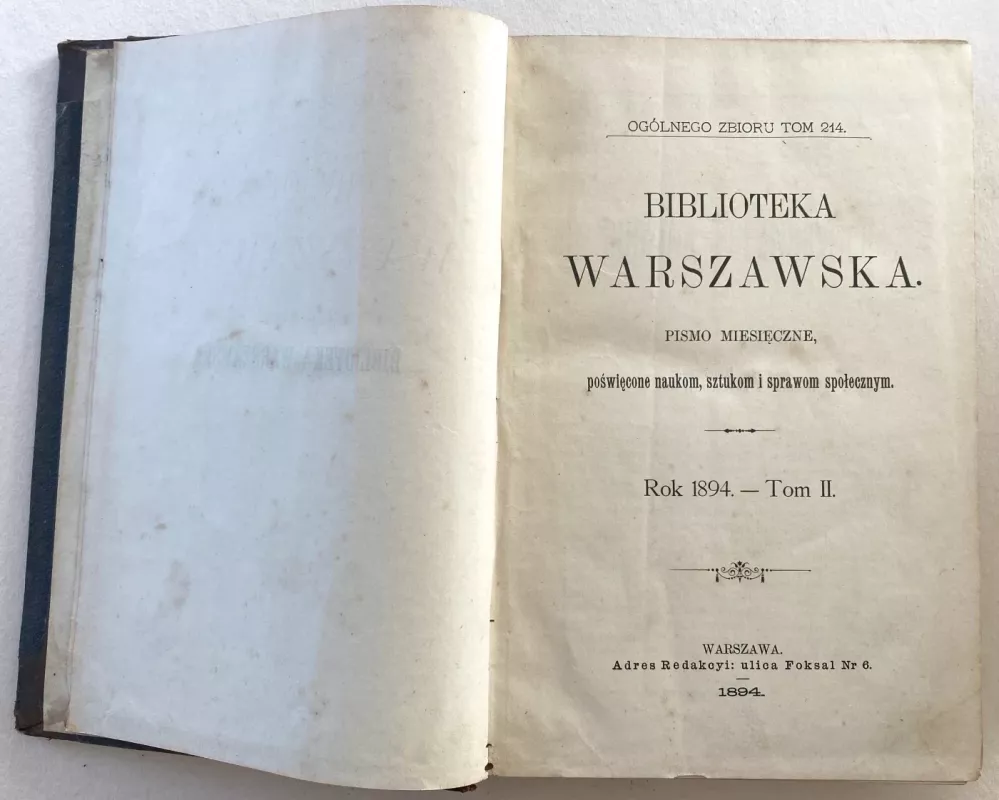 OGÓLNEGO ZBIORU TOM 214.
BIBLIOTEKA
WARSZAWSKA.
PISMO MIESIĘCZNE,
poświęcone naukom, sztukom i sprawom społecznym.
Rok 1894. — Tom II.
WARSZAWA.
Adres Redakcyi: ulica Foksal Nr 6.
1894.